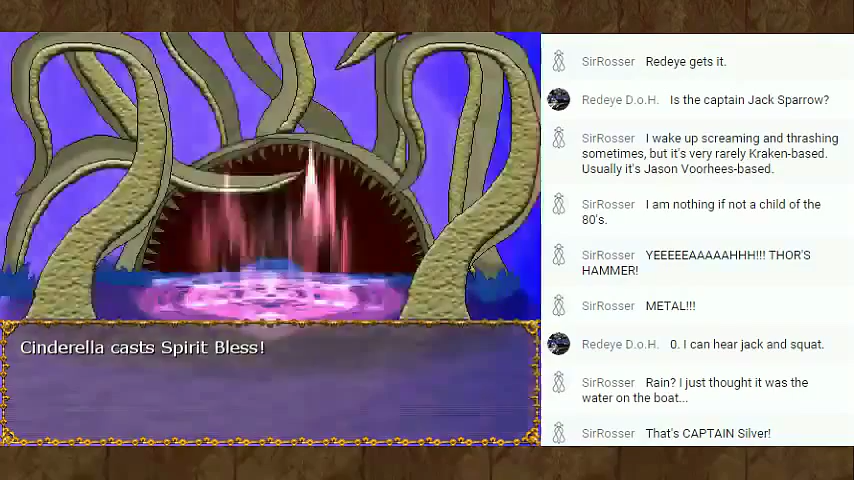 Cinderella casts Spirit Bless!
SirRosser Redeye gets it.
Redeye D.o.H. Is the captain Jack Sparrow?
SirRosser I wake up screaming and thrashing
sometimes, but it's very rarely Kraken-based.
Usually it's Jason Voorhees-based.
SirRosser I am nothing if not a child of the
80's.
SirRosser YEEEEEAAAAAHHH!!! THOR'S
HAMMER!
SirRosser METAL!!!
Redeye D.o.H. 0. I can hear jack and squat.
SirRosser Rain? I just thought it was the
water on the boat...
SirRosser That's CAPTAIN Silver!